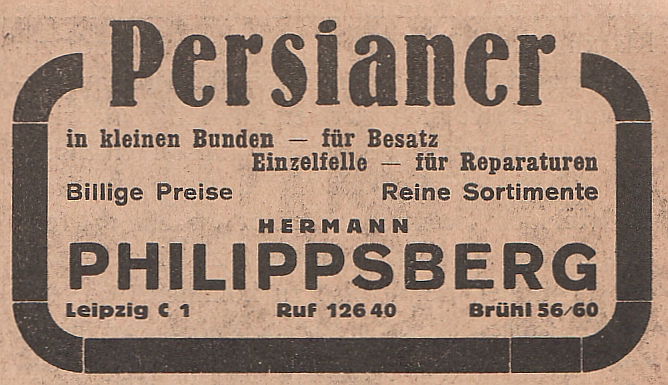 Persianer
in kleinen Bunden — für Besatz
Einzelfelle — für Reparaturen
Billige Preise Reine Sortimente
HERMANN
PHILIPPSBERG
Leipzig C 1 Ruf 126 40 Brühl 56/60